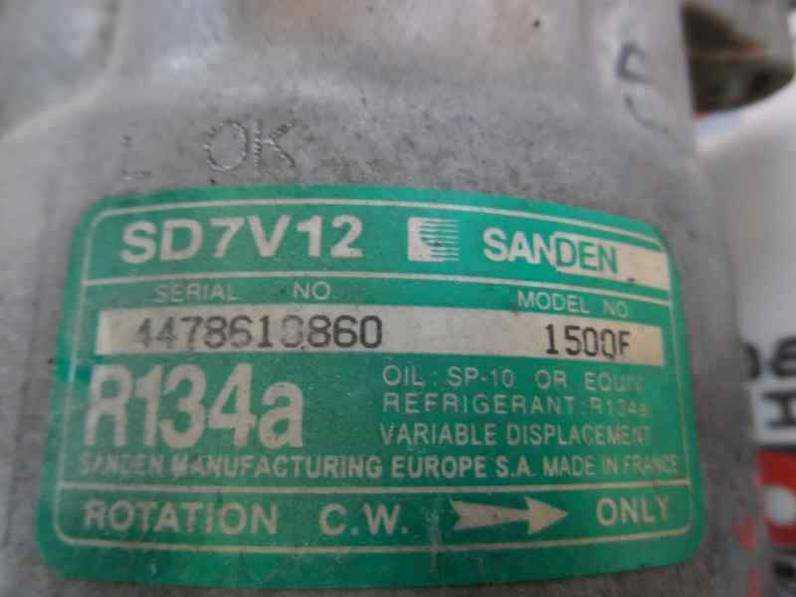 OK
SD7V12 SANDEN
SERIAL NO. MODEL NO
4478610860 1500F
R134a
OIL: SP-10 OR EQUIV
REFRIGERANT: R134a
VARIABLE DISPLACEMENT
SANDEN MANUFACTURING EUROPE S.A. MADE IN FRANCE
ROTATION C.W. ONLY